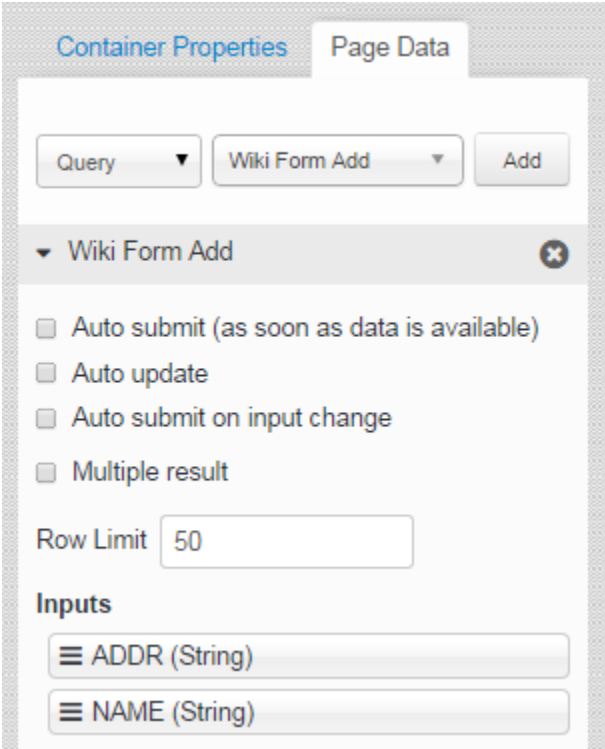 Container Properties Page Data
Query Wiki Form Add Add
Wiki Form Add
Auto submit (as soon as data is available)
Auto update
Auto submit on input change
Multiple result
Row Limit 50
Inputs
ADDR (String)
NAME (String)